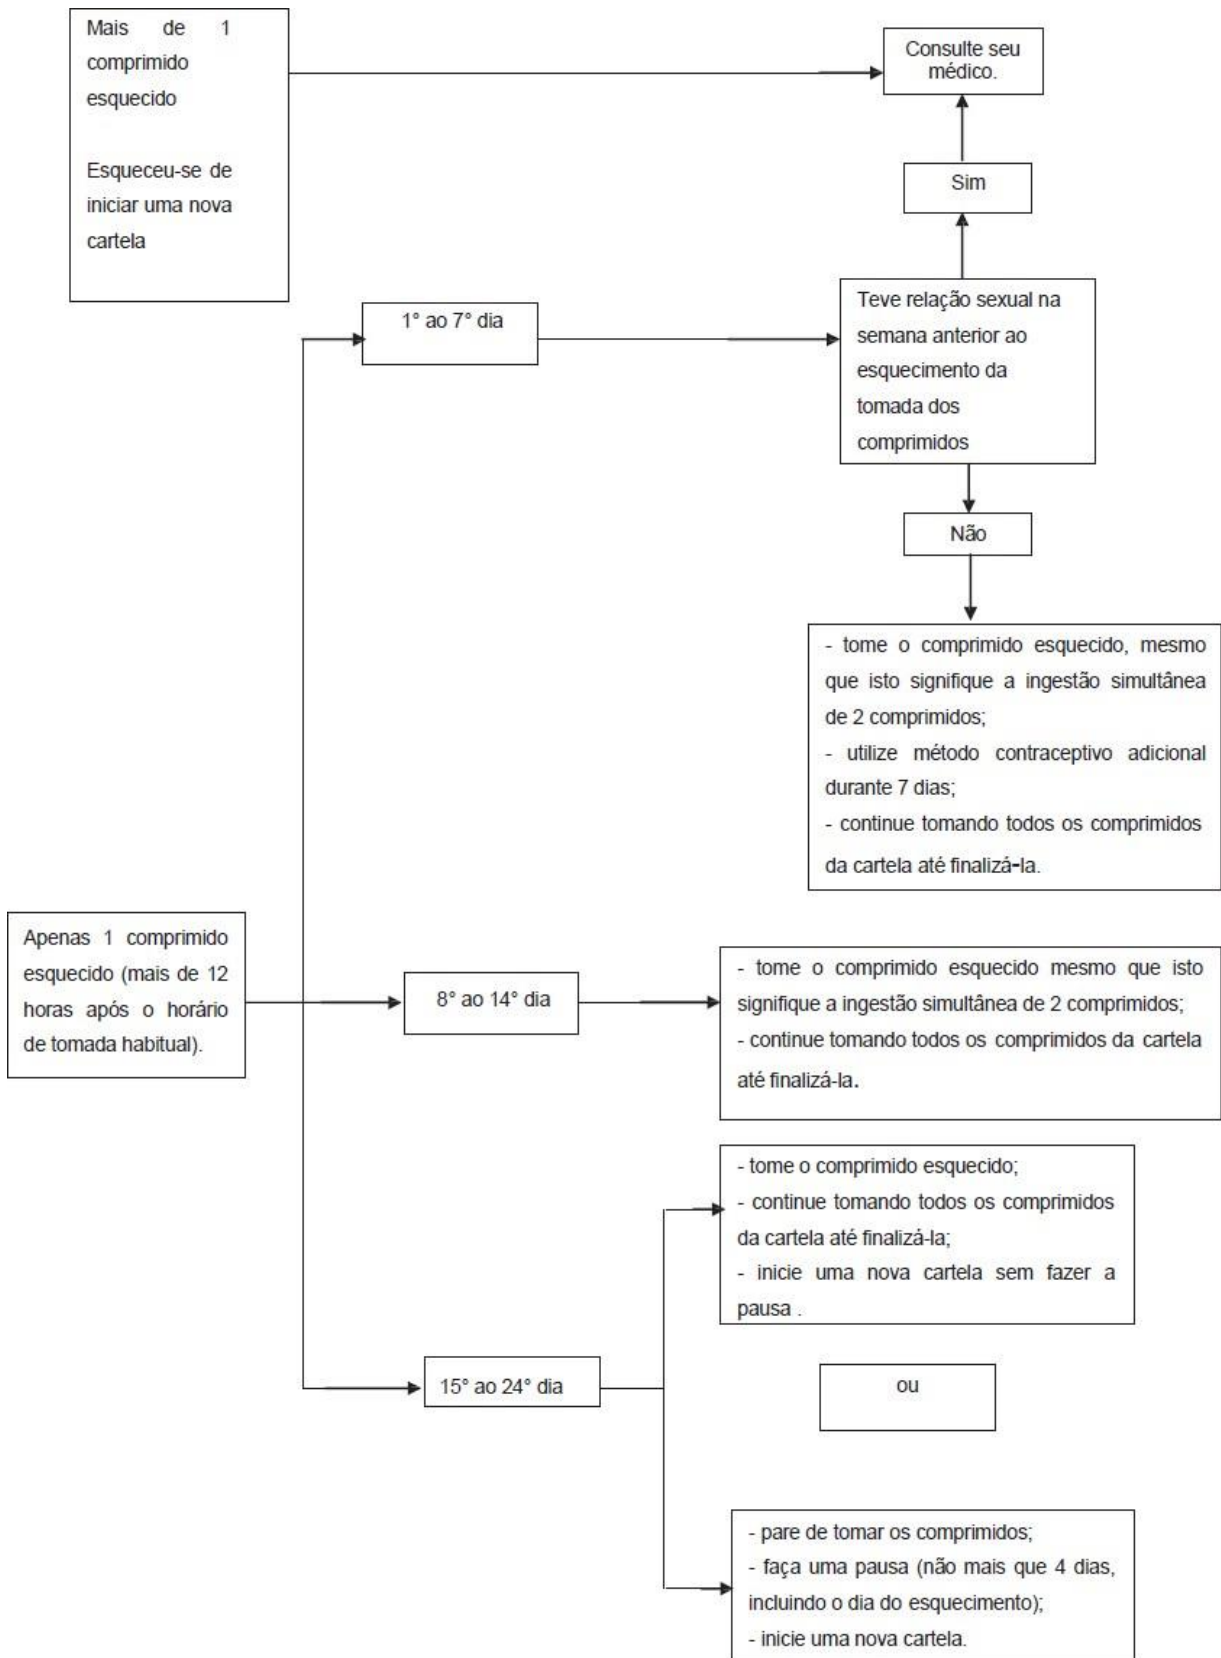 Mais de 1
comprimido
esquecido
Esqueceu-se de
iniciar uma nova
cartela
Consulte seu
médico.
Sim
Teve relação sexual na
semana anterior ao
esquecimento da
tomada dos
comprimidos
1° ao 7° dia
Não
- tome o comprimido esquecido, mesmo
que isto signifique a ingestão simultânea
de 2 comprimidos;
- utilize método contraceptivo adicional
durante 7 dias;
- continue tomando todos os comprimidos
da cartela até finalizá-la.
Apenas 1 comprimido
esquecido (mais de 12
horas após o horário
de tomada habitual).
8° ao 14° dia
- tome o comprimido esquecido mesmo que isto
signifique a ingestão simultânea de 2 comprimidos;
- continue tomando todos os comprimidos da cartela
até finalizá-la.
15° ao 24° dia
- tome o comprimido esquecido;
- continue tomando todos os comprimidos
da cartela até finalizá-la;
- inicie uma nova cartela sem fazer a
pausa .
ou
- pare de tomar os comprimidos;
- faça uma pausa (não mais que 4 dias,
incluindo o dia do esquecimento);
- inicie uma nova cartela.